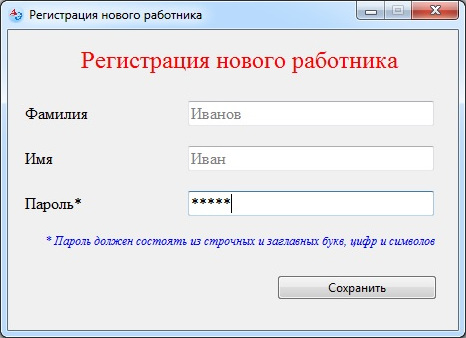 Регистрация нового работника
Регистрация нового работника
Фамилия
Иванов
Имя
Иван
Пароль*
*****
* Пароль должен состоять из строчных и заглавных букв, цифр и символов
Сохранить